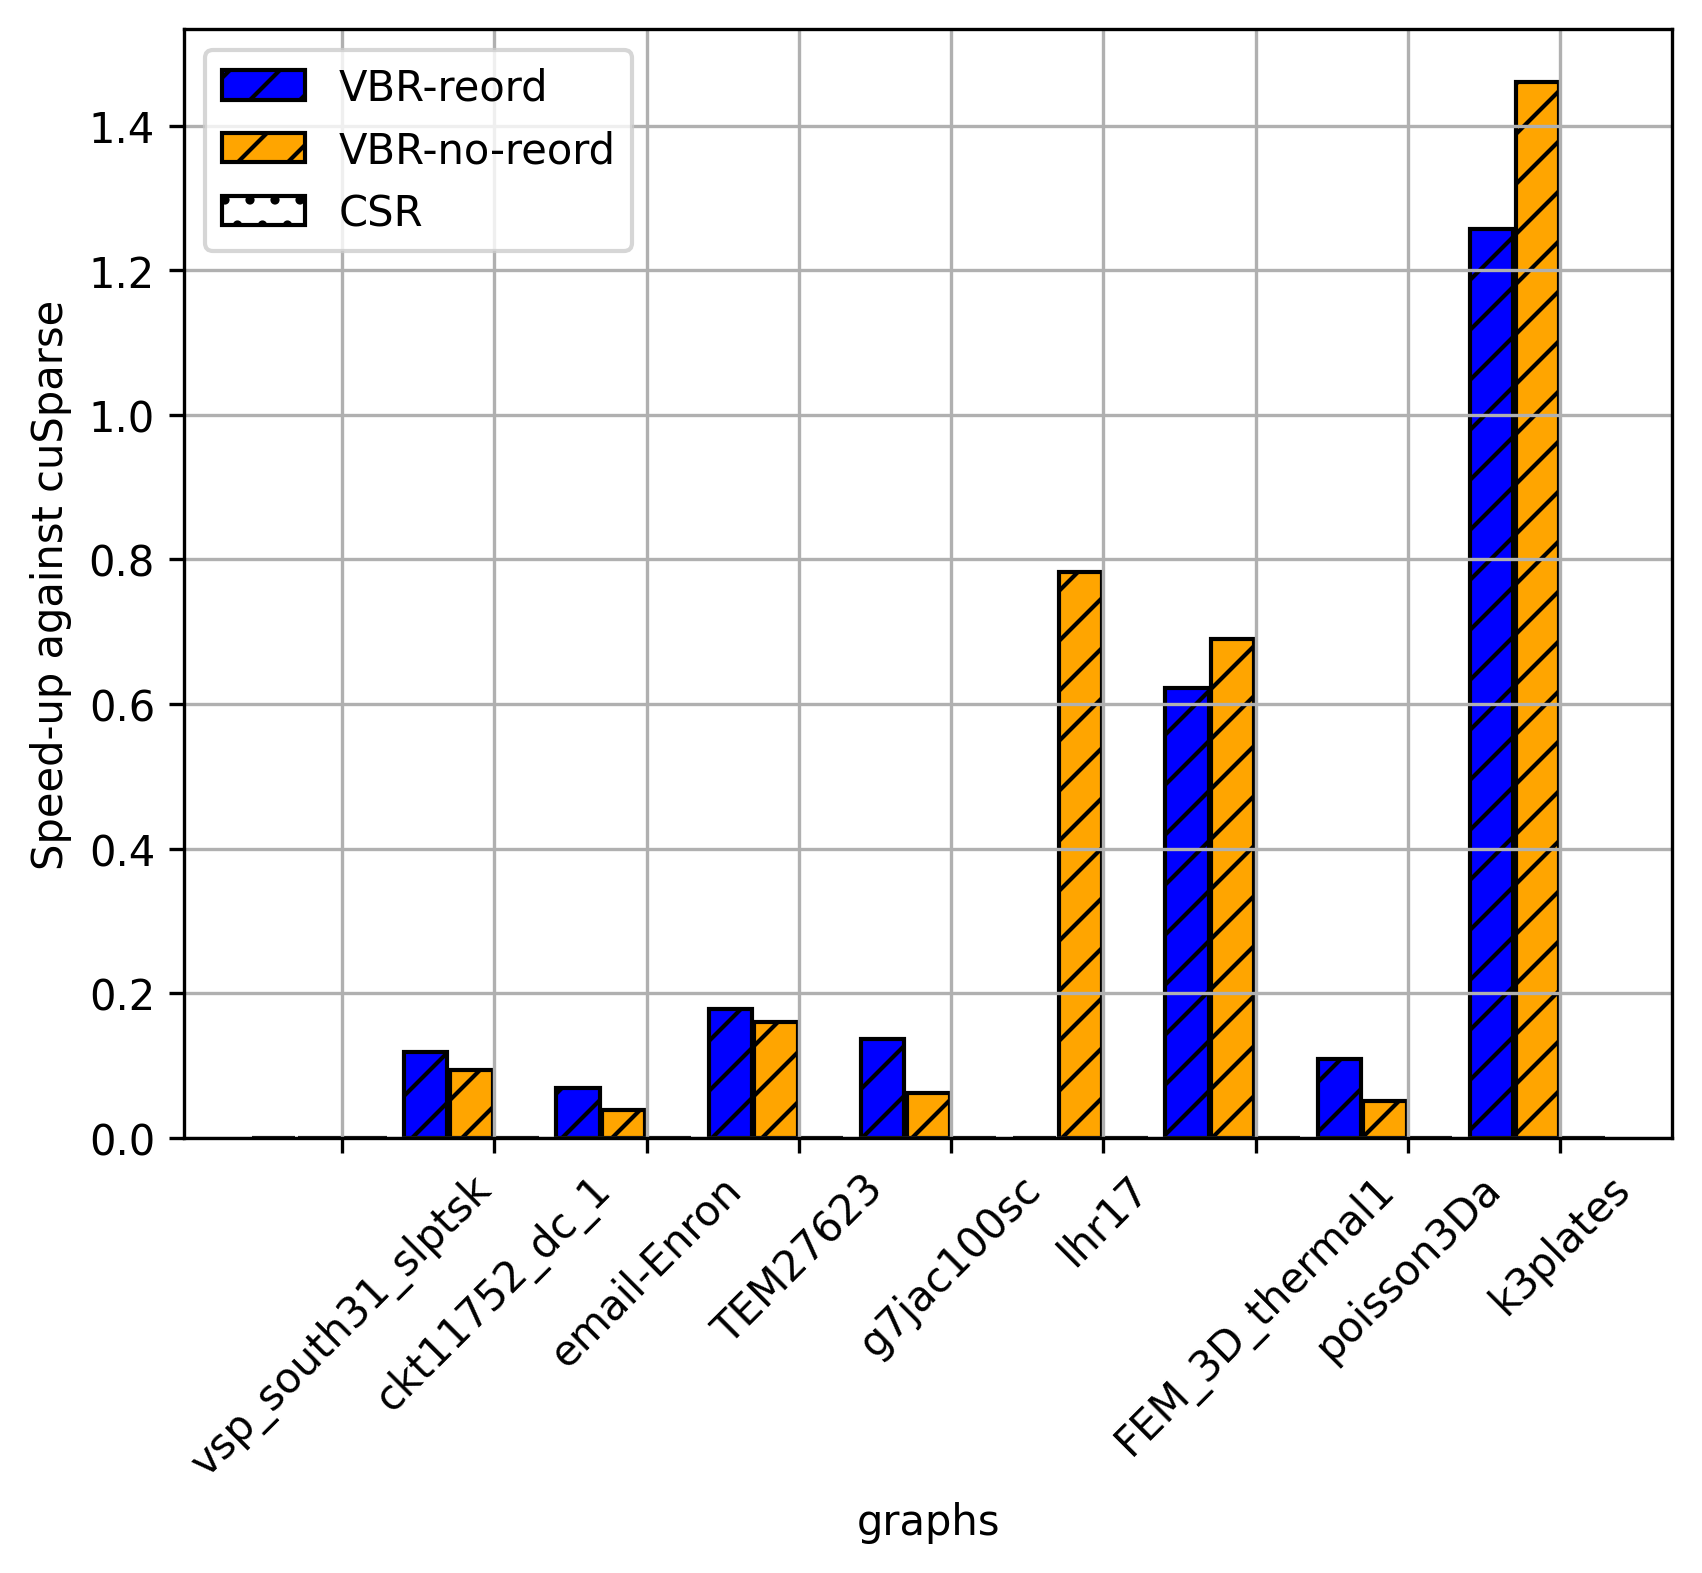 VBR-reord
VBR-no-reord
CSR
Speed-up against cuSparse
1.4
1.2
1.0
0.8
0.6
0.4
0.2
0.0
vsp_south31_slptsk
ckt11752_dc_1
email-Enron
TEM27623
g7jac100sc
lhr17
FEM_3D_thermal1
poisson3Da
k3plates
graphs